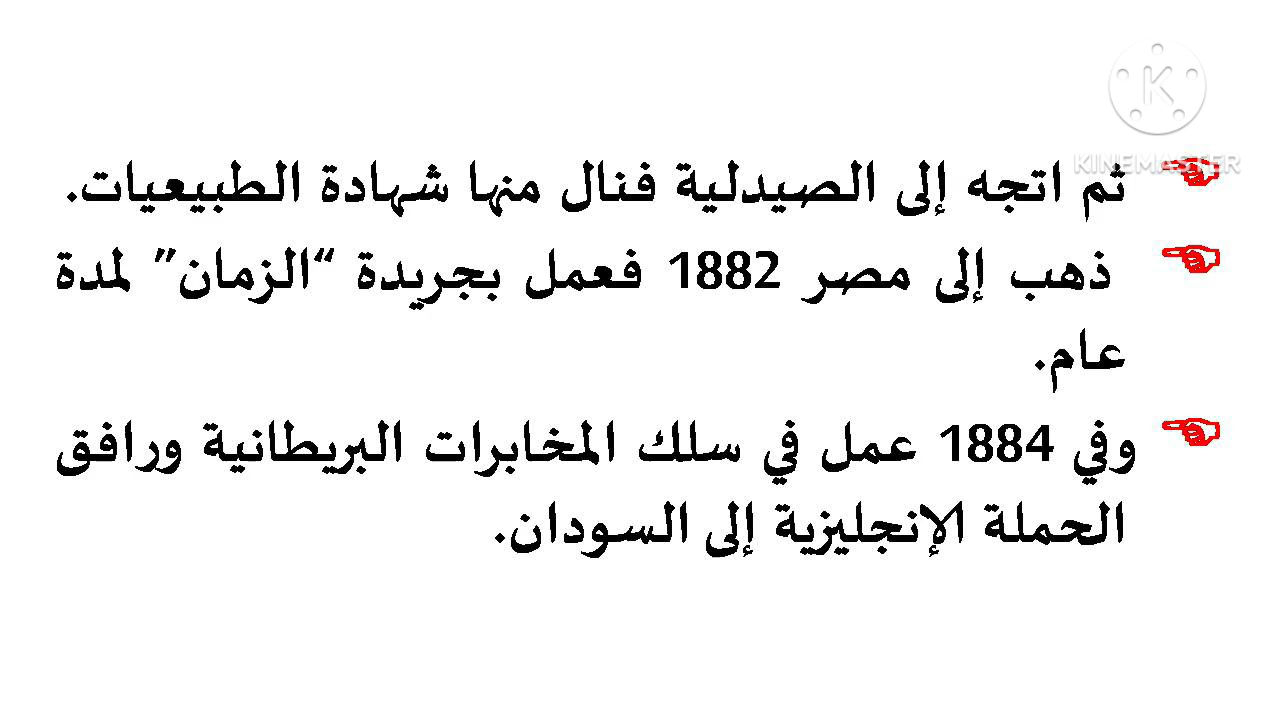 KINEMASTER
ثم اتجه إلى الصيدلية فنال منها شهادة الطبيعيات.
ذهب إلى مصر 1882 فعمل بجريدة “الزمان” لمدة
عام.
وفي 1884 عمل في سلك المخابرات البريطانية ورافق
الحملة الإنجليزية إلى السودان.